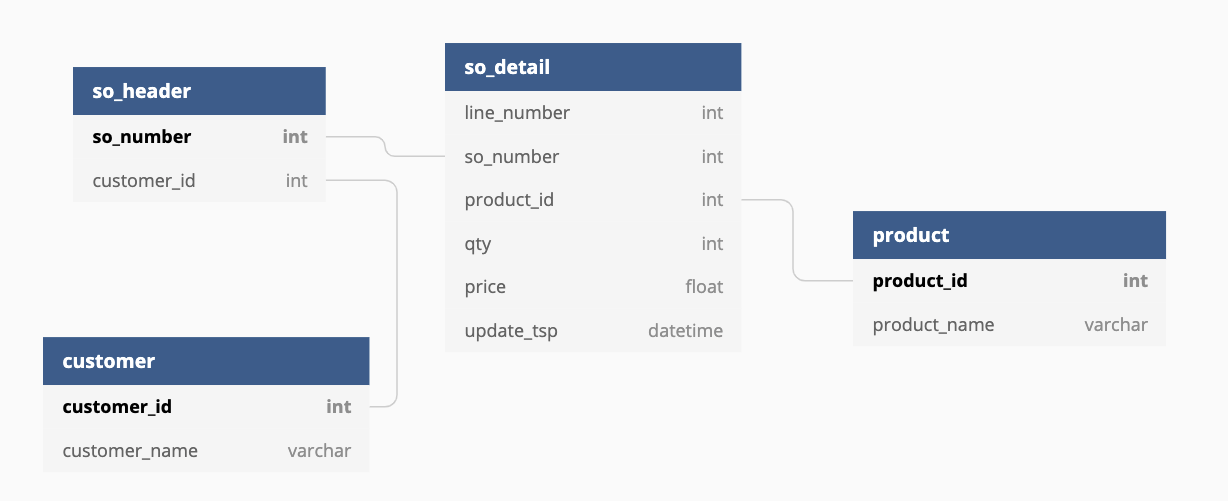 so_header
so_number int
customer_id int
so_detail
line_number int
so_number int
product_id int
qty int
price float
update_tsp datetime
product
product_id int
product_name varchar
customer
customer_id int
customer_name varchar